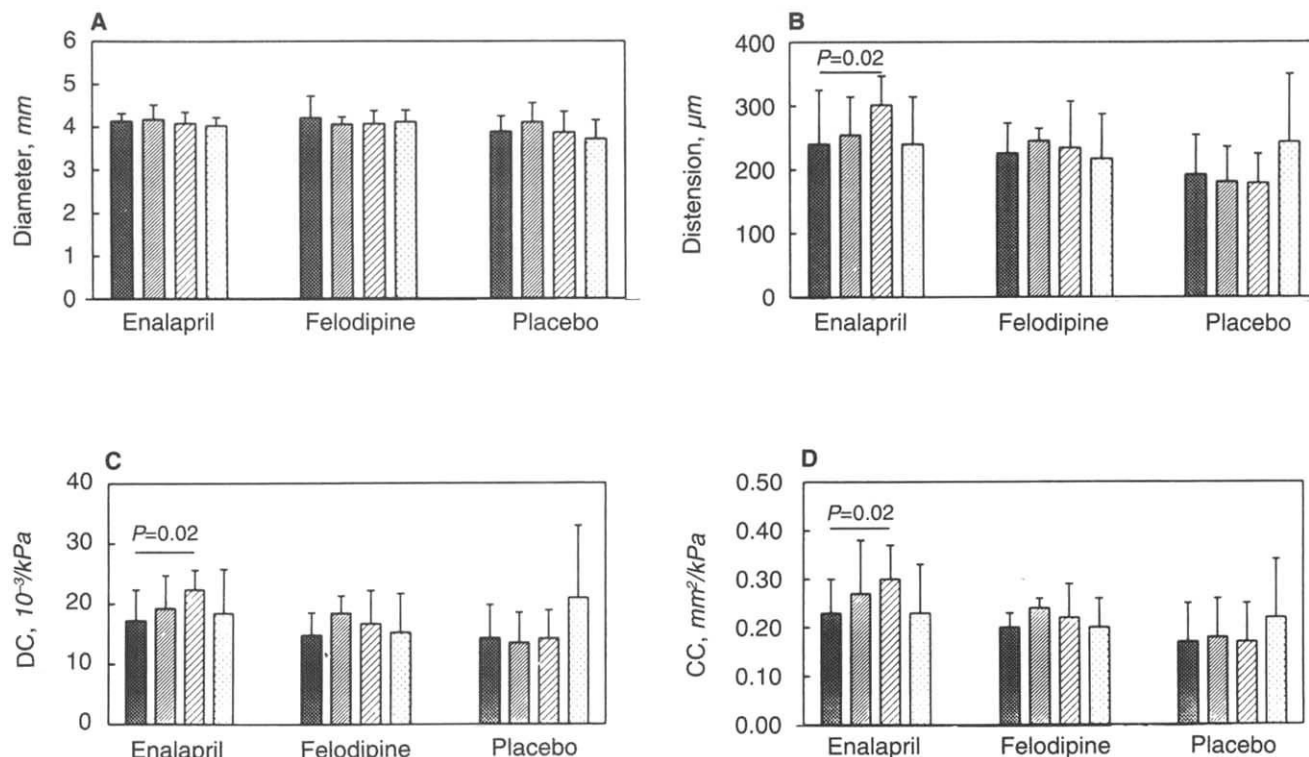 A
6
5
4
3
2
1
0
Diameter, mm
Enalapril Felodipine Placebo
B
400
300
200
100
0
Distension, µm
P=0.02
Enalapril Felodipine Placebo
C
40
30
20
10
0
DC, 10⁻³/kPa
P=0.02
Enalapril Felodipine Placebo
D
0.50
0.40
0.30
0.20
0.10
0.00
CC, mm²/kPa
P=0.02
Enalapril Felodipine Placebo